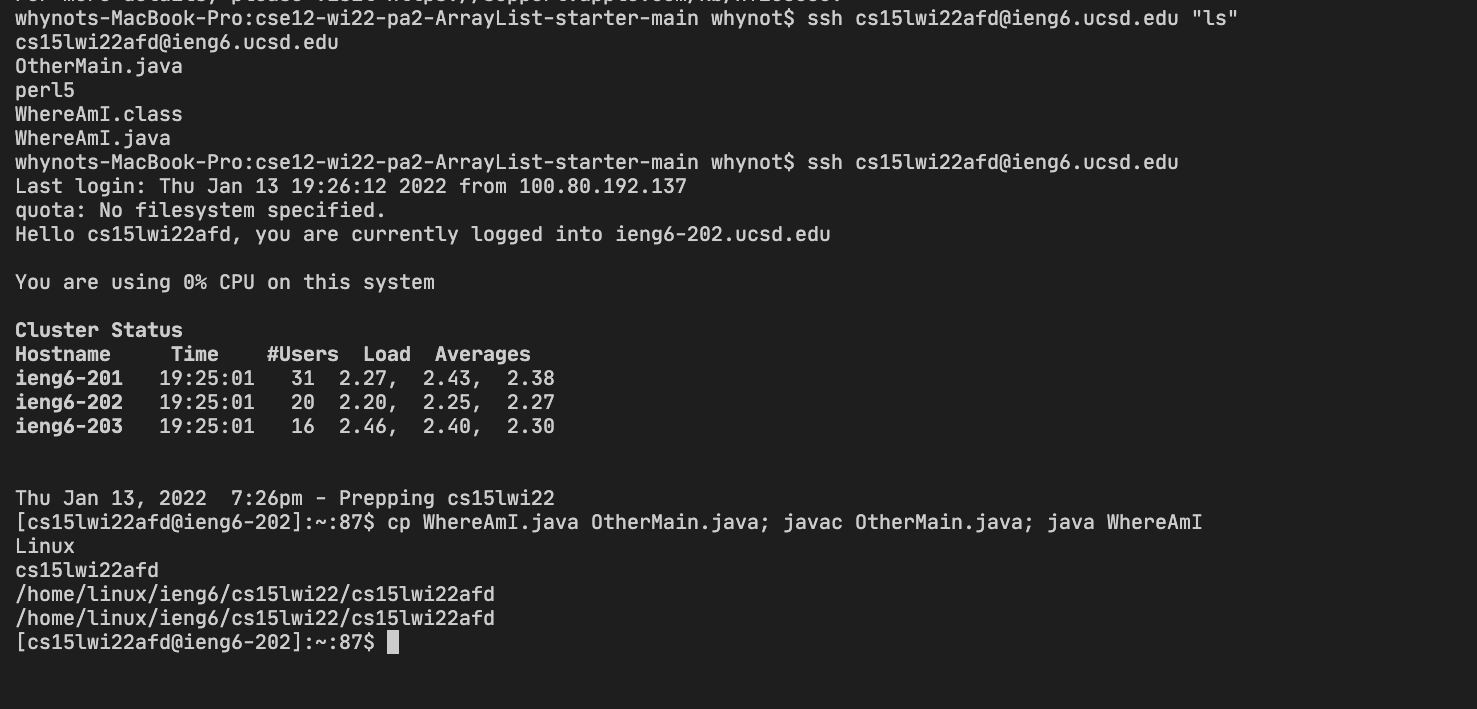 whynots-MacBook-Pro:cse12-wi22-pa2-ArrayList-starter-main whynot$ ssh cs15lwi22afd@ieng6.ucsd.edu "ls"
cs15lwi22afd@ieng6.ucsd.edu
OtherMain.java
perl5
WhereAmI.class
WhereAmI.java
whynots-MacBook-Pro:cse12-wi22-pa2-ArrayList-starter-main whynot$ ssh cs15lwi22afd@ieng6.ucsd.edu
Last login: Thu Jan 13 19:26:12 2022 from 100.80.192.137
quota: No filesystem specified.
Hello cs15lwi22afd, you are currently logged into ieng6-202.ucsd.edu
You are using 0% CPU on this system
Cluster Status
Hostname     Time    #Users  Load  Averages
ieng6-201   19:25:01   31  2.27,  2.43,  2.38
ieng6-202   19:25:01   20  2.20,  2.25,  2.27
ieng6-203   19:25:01   16  2.46,  2.40,  2.30
Thu Jan 13, 2022  7:26pm - Prepping cs15lwi22
[cs15lwi22afd@ieng6-202]:~:87$ cp WhereAmI.java OtherMain.java; javac OtherMain.java; java WhereAmI
Linux
cs15lwi22afd
/home/linux/ieng6/cs15lwi22/cs15lwi22afd
/home/linux/ieng6/cs15lwi22/cs15lwi22afd
[cs15lwi22afd@ieng6-202]:~:87$